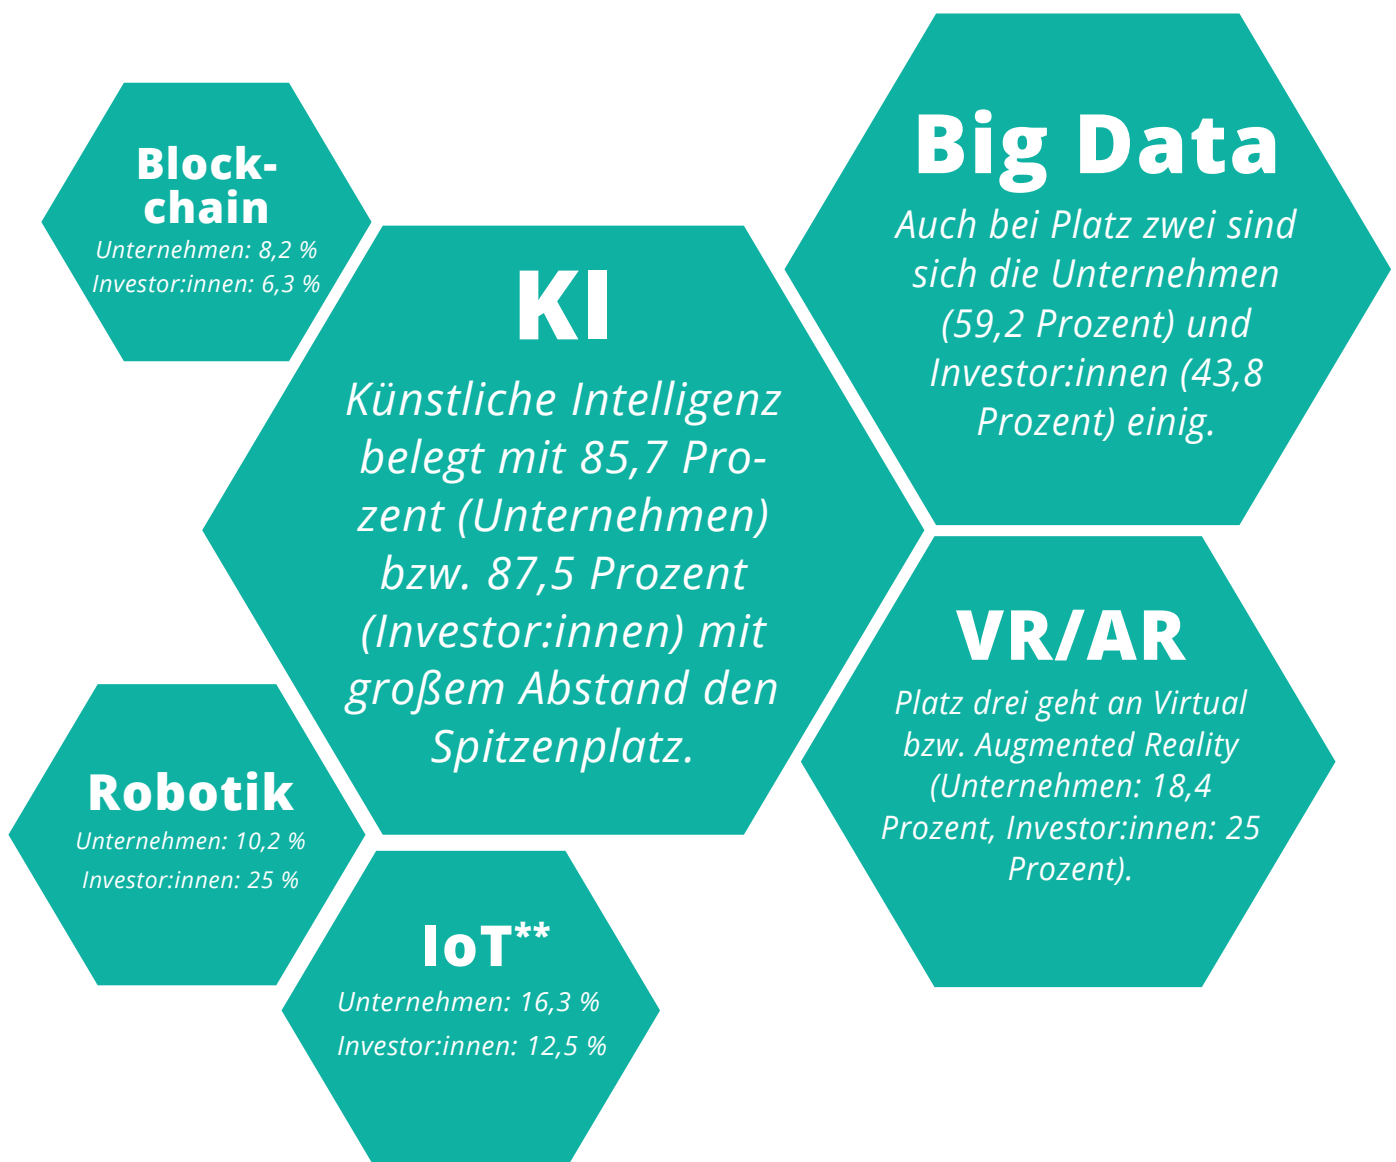 Block-
chain
Unternehmen: 8,2 %
Investor:innen: 6,3 %
KI
Künstliche Intelligenz
belegt mit 85,7 Pro-
zent (Unternehmen)
bzw. 87,5 Prozent
(Investor:innen) mit
großem Abstand den
Spitzenplatz.
Big Data
Auch bei Platz zwei sind
sich die Unternehmen
(59,2 Prozent) und
Investor:innen (43,8
Prozent) einig.
VR/AR
Platz drei geht an Virtual
bzw. Augmented Reality
(Unternehmen: 18,4
Prozent, Investor:innen: 25
Prozent).
Robotik
Unternehmen: 10,2 %
Investor:innen: 25 %
IoT**
Unternehmen: 16,3 %
Investor:innen: 12,5 %